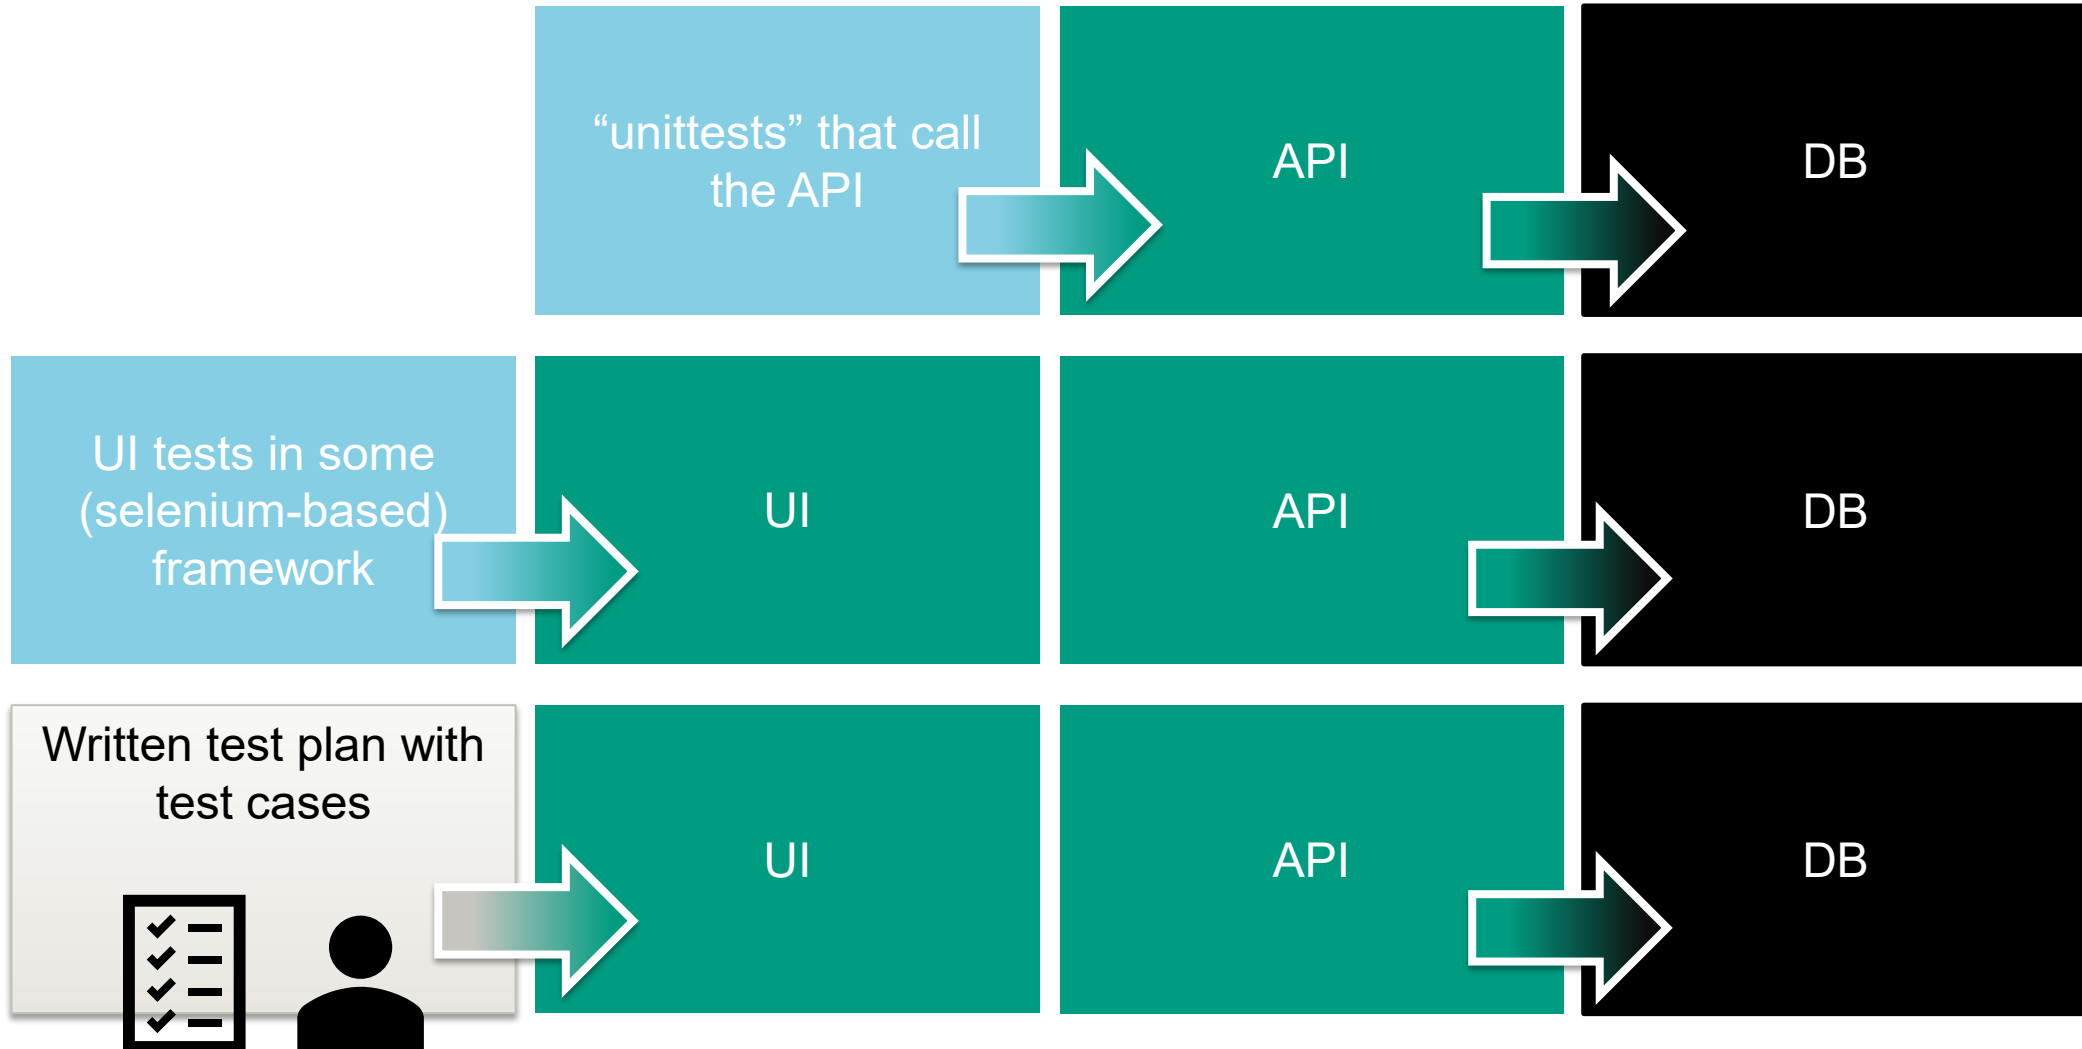 “unittests” that call
the API
API
DB
UI tests in some
(selenium-based)
framework
UI
API
DB
Written test plan with
test cases
UI
API
DB